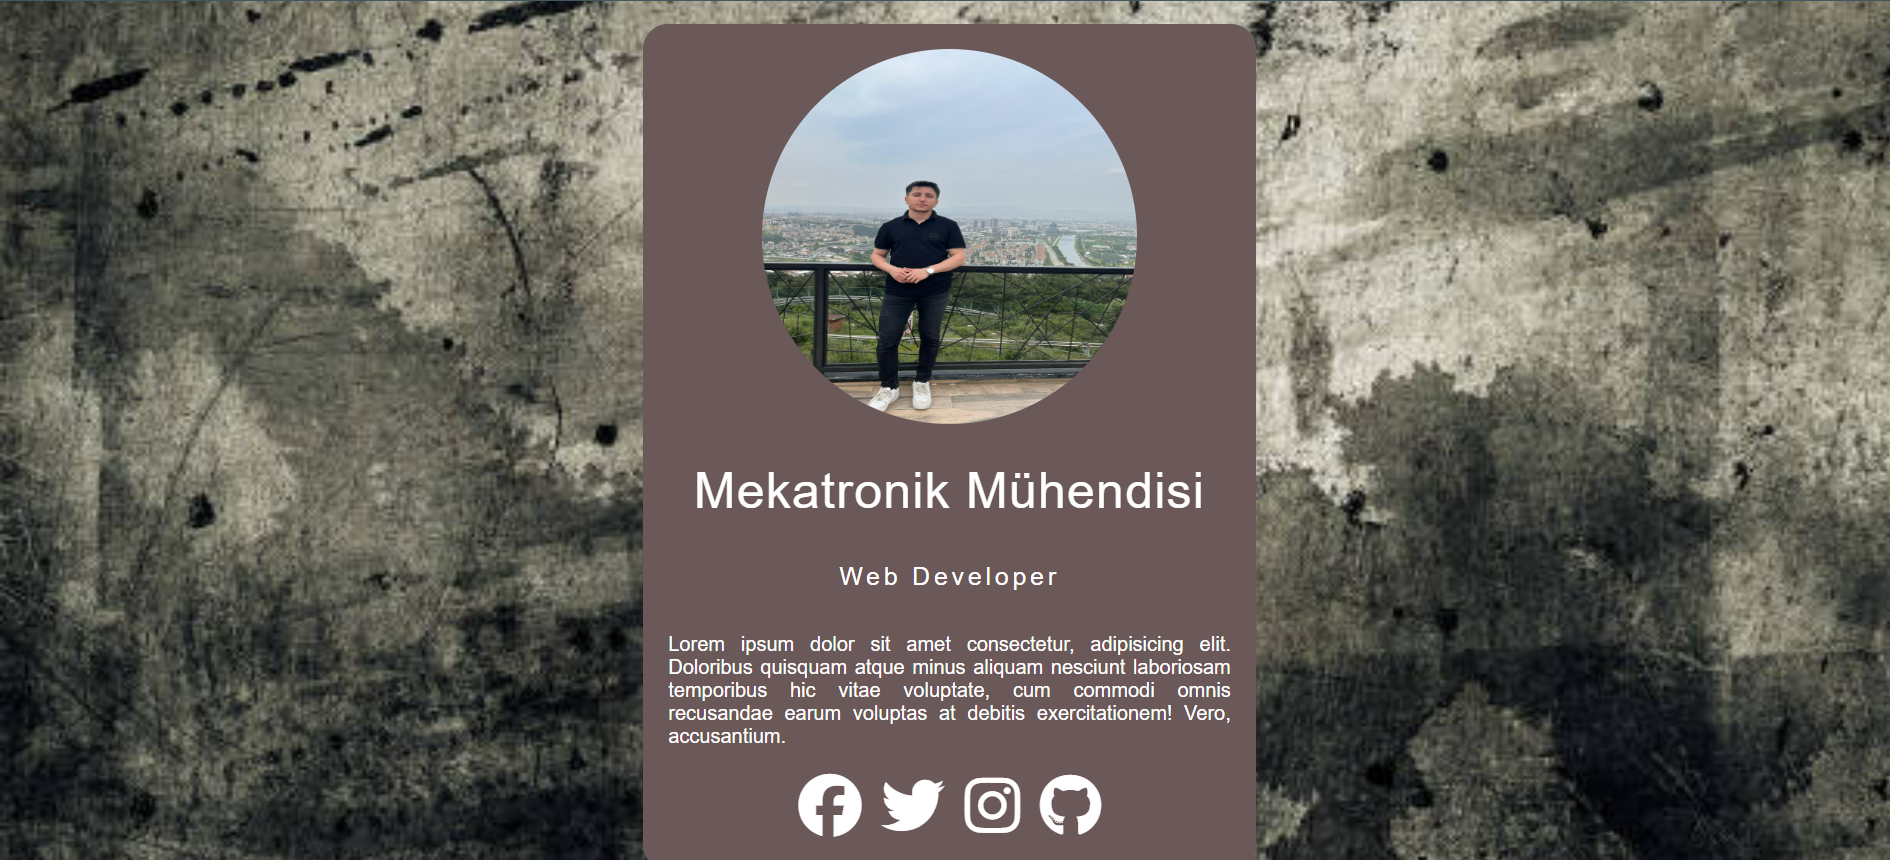 Mekatronik Mühendisi
Web Developer
Lorem ipsum dolor sit amet consectetur, adipisicing elit.
Doloribus quisquam atque minus aliquam nesciunt laboriosam
temporibus hic vitae voluptate, cum commodi omnis
recusandae earum voluptas at debitis exercitationem! Vero,
accusantium.